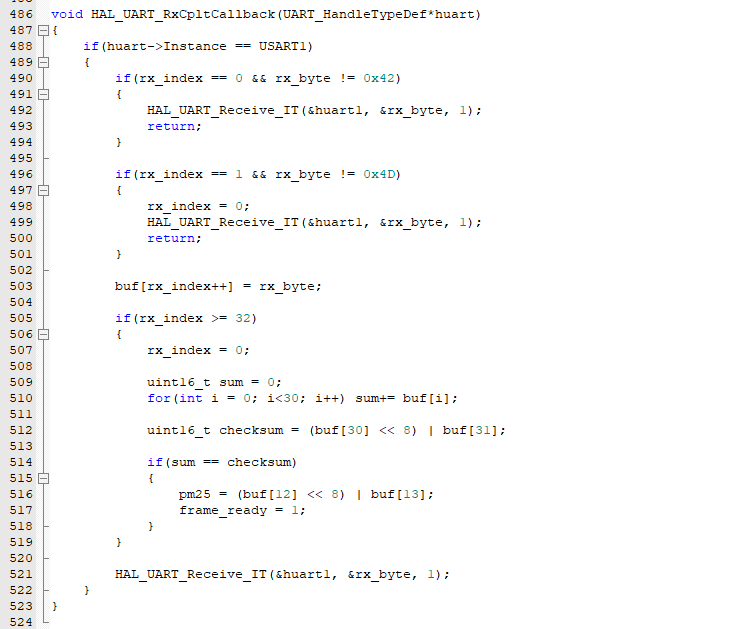 486 void HAL_UART_RxCpltCallback(UART_HandleTypeDef*huart)
487 {
488     if(huart->Instance == USART1)
489     {
490         if(rx_index == 0 && rx_byte != 0x42)
491         {
492             HAL_UART_Receive_IT(&huart1, &rx_byte, 1);
493             return;
494         }
495
496         if(rx_index == 1 && rx_byte != 0x4D)
497         {
498             rx_index = 0;
499             HAL_UART_Receive_IT(&huart1, &rx_byte, 1);
500             return;
501         }
502
503         buf[rx_index++] = rx_byte;
504
505         if(rx_index >= 32)
506         {
507             rx_index = 0;
508
509             uint16_t sum = 0;
510             for(int i = 0; i<30; i++) sum+= buf[i];
511
512             uint16_t checksum = (buf[30] << 8) | buf[31];
513
514             if(sum == checksum)
515             {
516                 pm25 = (buf[12] << 8) | buf[13];
517                 frame_ready = 1;
518             }
519         }
520
521         HAL_UART_Receive_IT(&huart1, &rx_byte, 1);
522     }
523 }
524